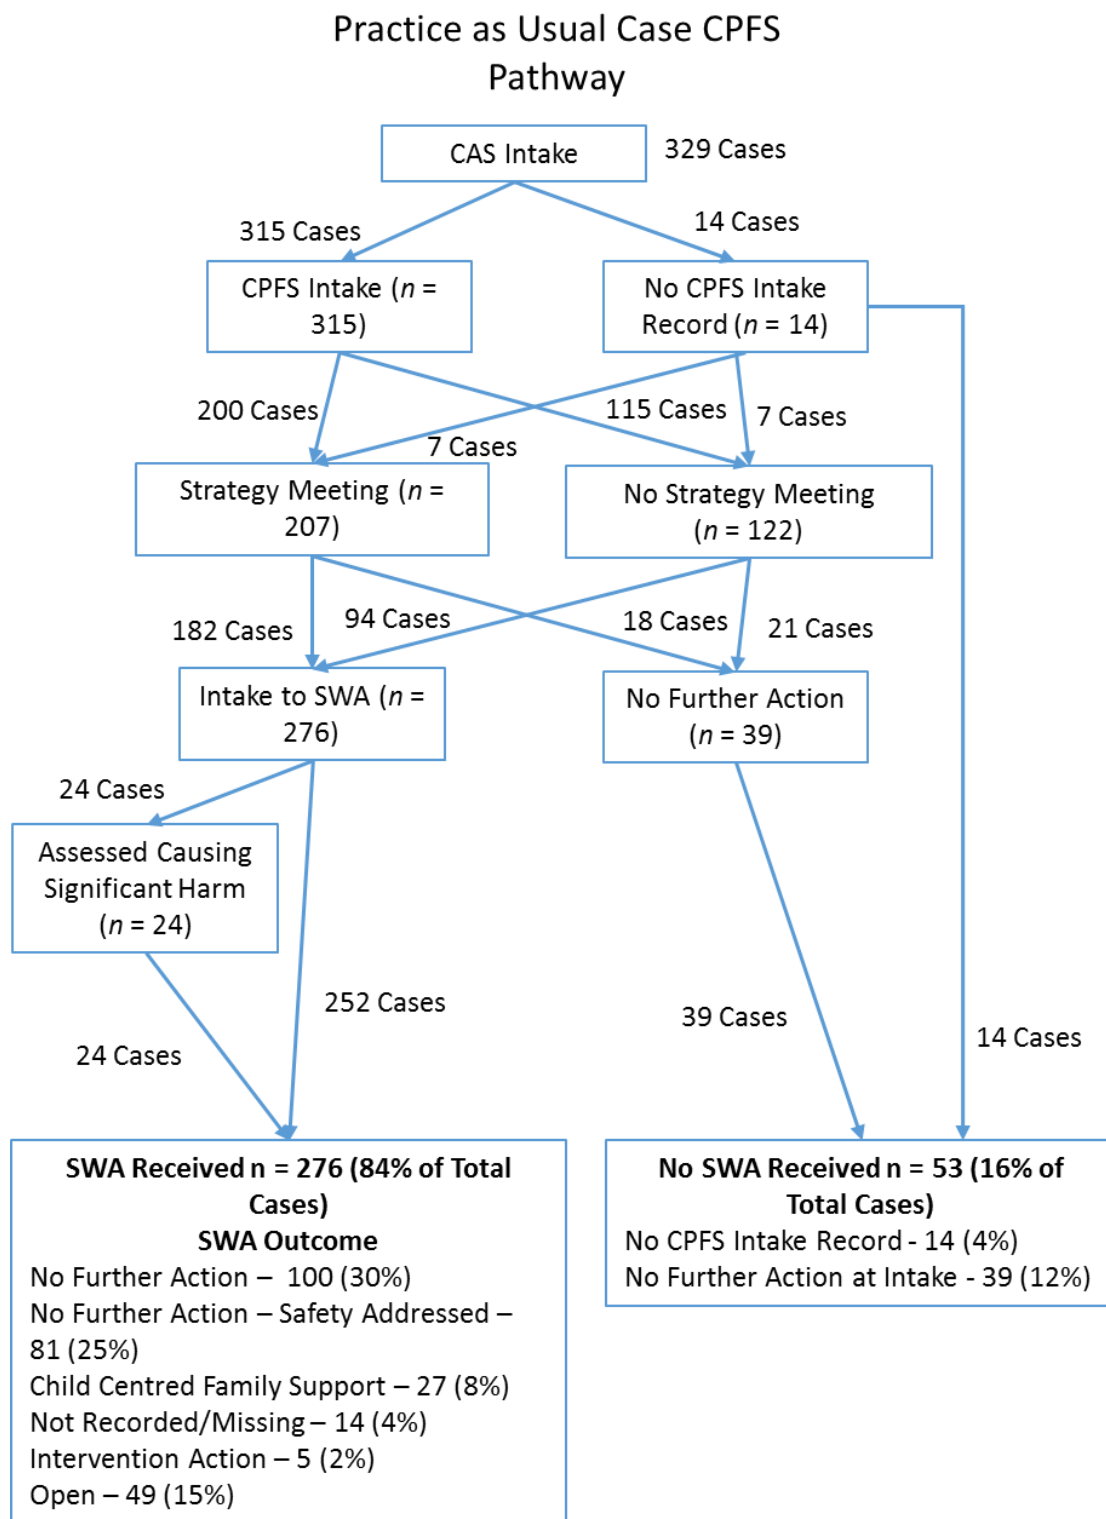 Practice as Usual Case CPFS
Pathway
CAS Intake
329 Cases
315 Cases
14 Cases
CPFS Intake (n =
315)
No CPFS Intake
Record (n = 14)
200 Cases
7 Cases
115 Cases
7 Cases
Strategy Meeting (n =
207)
No Strategy Meeting
(n = 122)
182 Cases
94 Cases
18 Cases
21 Cases
Intake to SWA (n =
276)
No Further Action
(n = 39)
24 Cases
Assessed Causing
Significant Harm
(n = 24)
252 Cases
39 Cases
14 Cases
24 Cases
SWA Received n = 276 (84% of Total
Cases)
SWA Outcome
No Further Action – 100 (30%)
No Further Action – Safety Addressed –
81 (25%)
Child Centred Family Support – 27 (8%)
Not Recorded/Missing – 14 (4%)
Intervention Action – 5 (2%)
Open – 49 (15%)
No SWA Received n = 53 (16% of
Total Cases)
No CPFS Intake Record - 14 (4%)
No Further Action at Intake - 39 (12%)